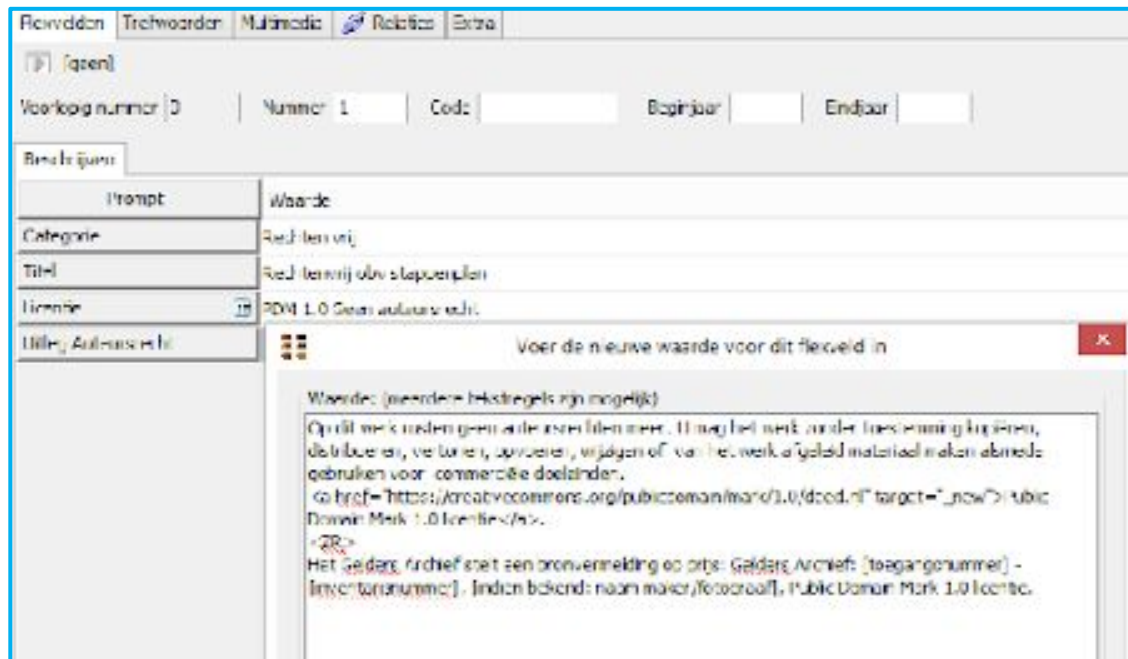 Flexvelden Trefwoorden Multimedia Relaties Extra
[geen]
Voorlopig nummer 0 Nummer 1 Code Beginjaar Eindjaar
Beschrijven
Prompt Waarde
Categorie Rechten vrij
Titel Rechtenvrij obv stappenplan
Licentie PDM 1.0 Geen auteursrecht
Uitleg Auteursrecht
Voer de nieuwe waarde voor dit flexveld in
Waarde: (meerdere tekstregels zijn mogelijk)
Op dit werk rusten geen auteursrechten meer. U mag het werk zonder toestemming kopiëren,
distribueren, vertonen, opvoeren, wijzigen of van het werk afgeleid materiaal maken alsmede
gebruiken voor commerciële doeleinden.
<a href="https://creativecommons.org/publicdomain/mark/1.0/deed.nl" target="_new">Public
Domain Mark 1.0 licentie</a>.
<BR>
Het Gelders Archief stelt een bronvermelding op prijs: Gelders Archief: [toegangsnummer] -
[inventarisnummer], [indien bekend: naam maker/fotograaf], Public Domain Mark 1.0 licentie.